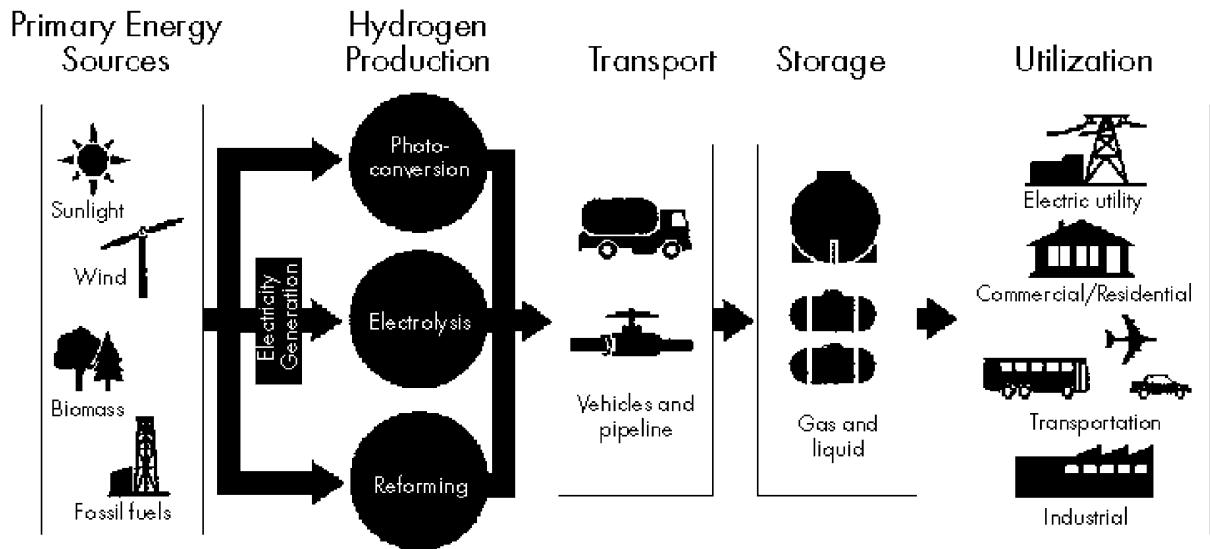 Primary Energy
Sources
Hydrogen
Production
Transport
Storage
Utilization
Sunlight
Wind
Biomass
Fossil fuels
Electricity
Generation
Photo-
conversion
Electrolysis
Reforming
Vehicles and
pipeline
Gas and
liquid
Electric utility
Commercial/Residential
Transportation
Industrial